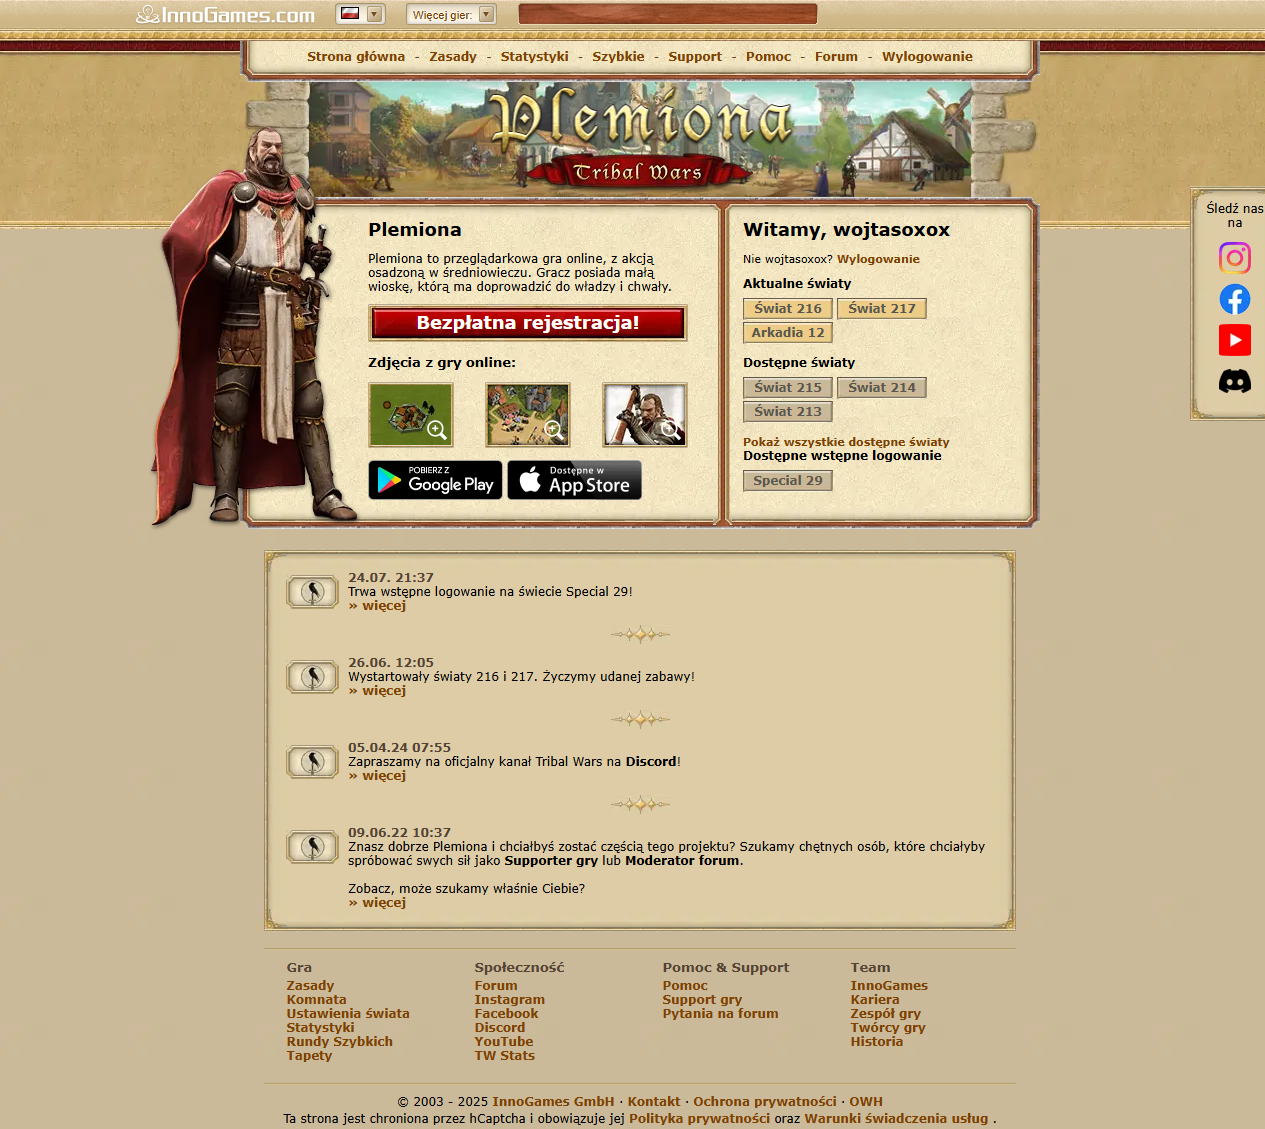 InnoGames.com
Więcej gier:
Strona główna - Zasady - Statystyki - Szybkie - Support - Pomoc - Forum - Wylogowanie
Plemiona
Tribal Wars
Plemiona
Plemiona to przeglądarkowa gra online, z akcją
osadzoną w średniowieczu. Gracz posiada małą
wioskę, którą ma doprowadzić do władzy i chwały.
Bezpłatna rejestracja!
Zdjęcia z gry online:
POBIERZ Z
Google Play
Dostępne w
App Store
Witamy, wojtasoxox
Nie wojtasoxox? Wylogowanie
Aktualne światy
Świat 216 Świat 217
Arkadia 12
Dostępne światy
Świat 215 Świat 214
Świat 213
Pokaż wszystkie dostępne światy
Dostępne wstępne logowanie
Special 29
Śledź nas
na
24.07. 21:37
Trwa wstępne logowanie na świecie Special 29!
» więcej
26.06. 12:05
Wystartowały światy 216 i 217. Życzymy udanej zabawy!
» więcej
05.04.24 07:55
Zapraszamy na oficjalny kanał Tribal Wars na Discord!
» więcej
09.06.22 10:37
Znasz dobrze Plemiona i chciałbyś zostać częścią tego projektu? Szukamy chętnych osób, które chciałyby
spróbować swych sił jako Supporter gry lub Moderator forum.
Zobacz, może szukamy właśnie Ciebie?
» więcej
Gra
Zasady
Komnata
Ustawienia świata
Statystyki
Rundy Szybkich
Tapety
Społeczność
Forum
Instagram
Facebook
Discord
YouTube
TW Stats
Pomoc & Support
Pomoc
Support gry
Pytania na forum
Team
InnoGames
Kariera
Zespół gry
Twórcy gry
Historia
© 2003 - 2025 InnoGames GmbH · Kontakt · Ochrona prywatności · OWH
Ta strona jest chroniona przez hCaptcha i obowiązuje jej Polityka prywatności oraz Warunki świadczenia usług .